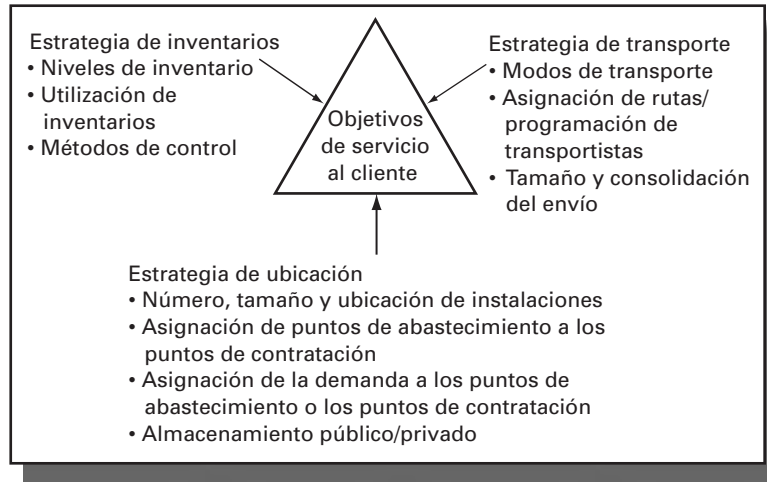 Estrategia de inventarios
• Niveles de inventario
• Utilización de
inventarios
• Métodos de control
Objetivos
de servicio
al cliente
Estrategia de transporte
• Modos de transporte
• Asignación de rutas/
programación de
transportistas
• Tamaño y consolidación
del envío
Estrategia de ubicación
• Número, tamaño y ubicación de instalaciones
• Asignación de puntos de abastecimiento a los
puntos de contratación
• Asignación de la demanda a los puntos de
abastecimiento o los puntos de contratación
• Almacenamiento público/privado